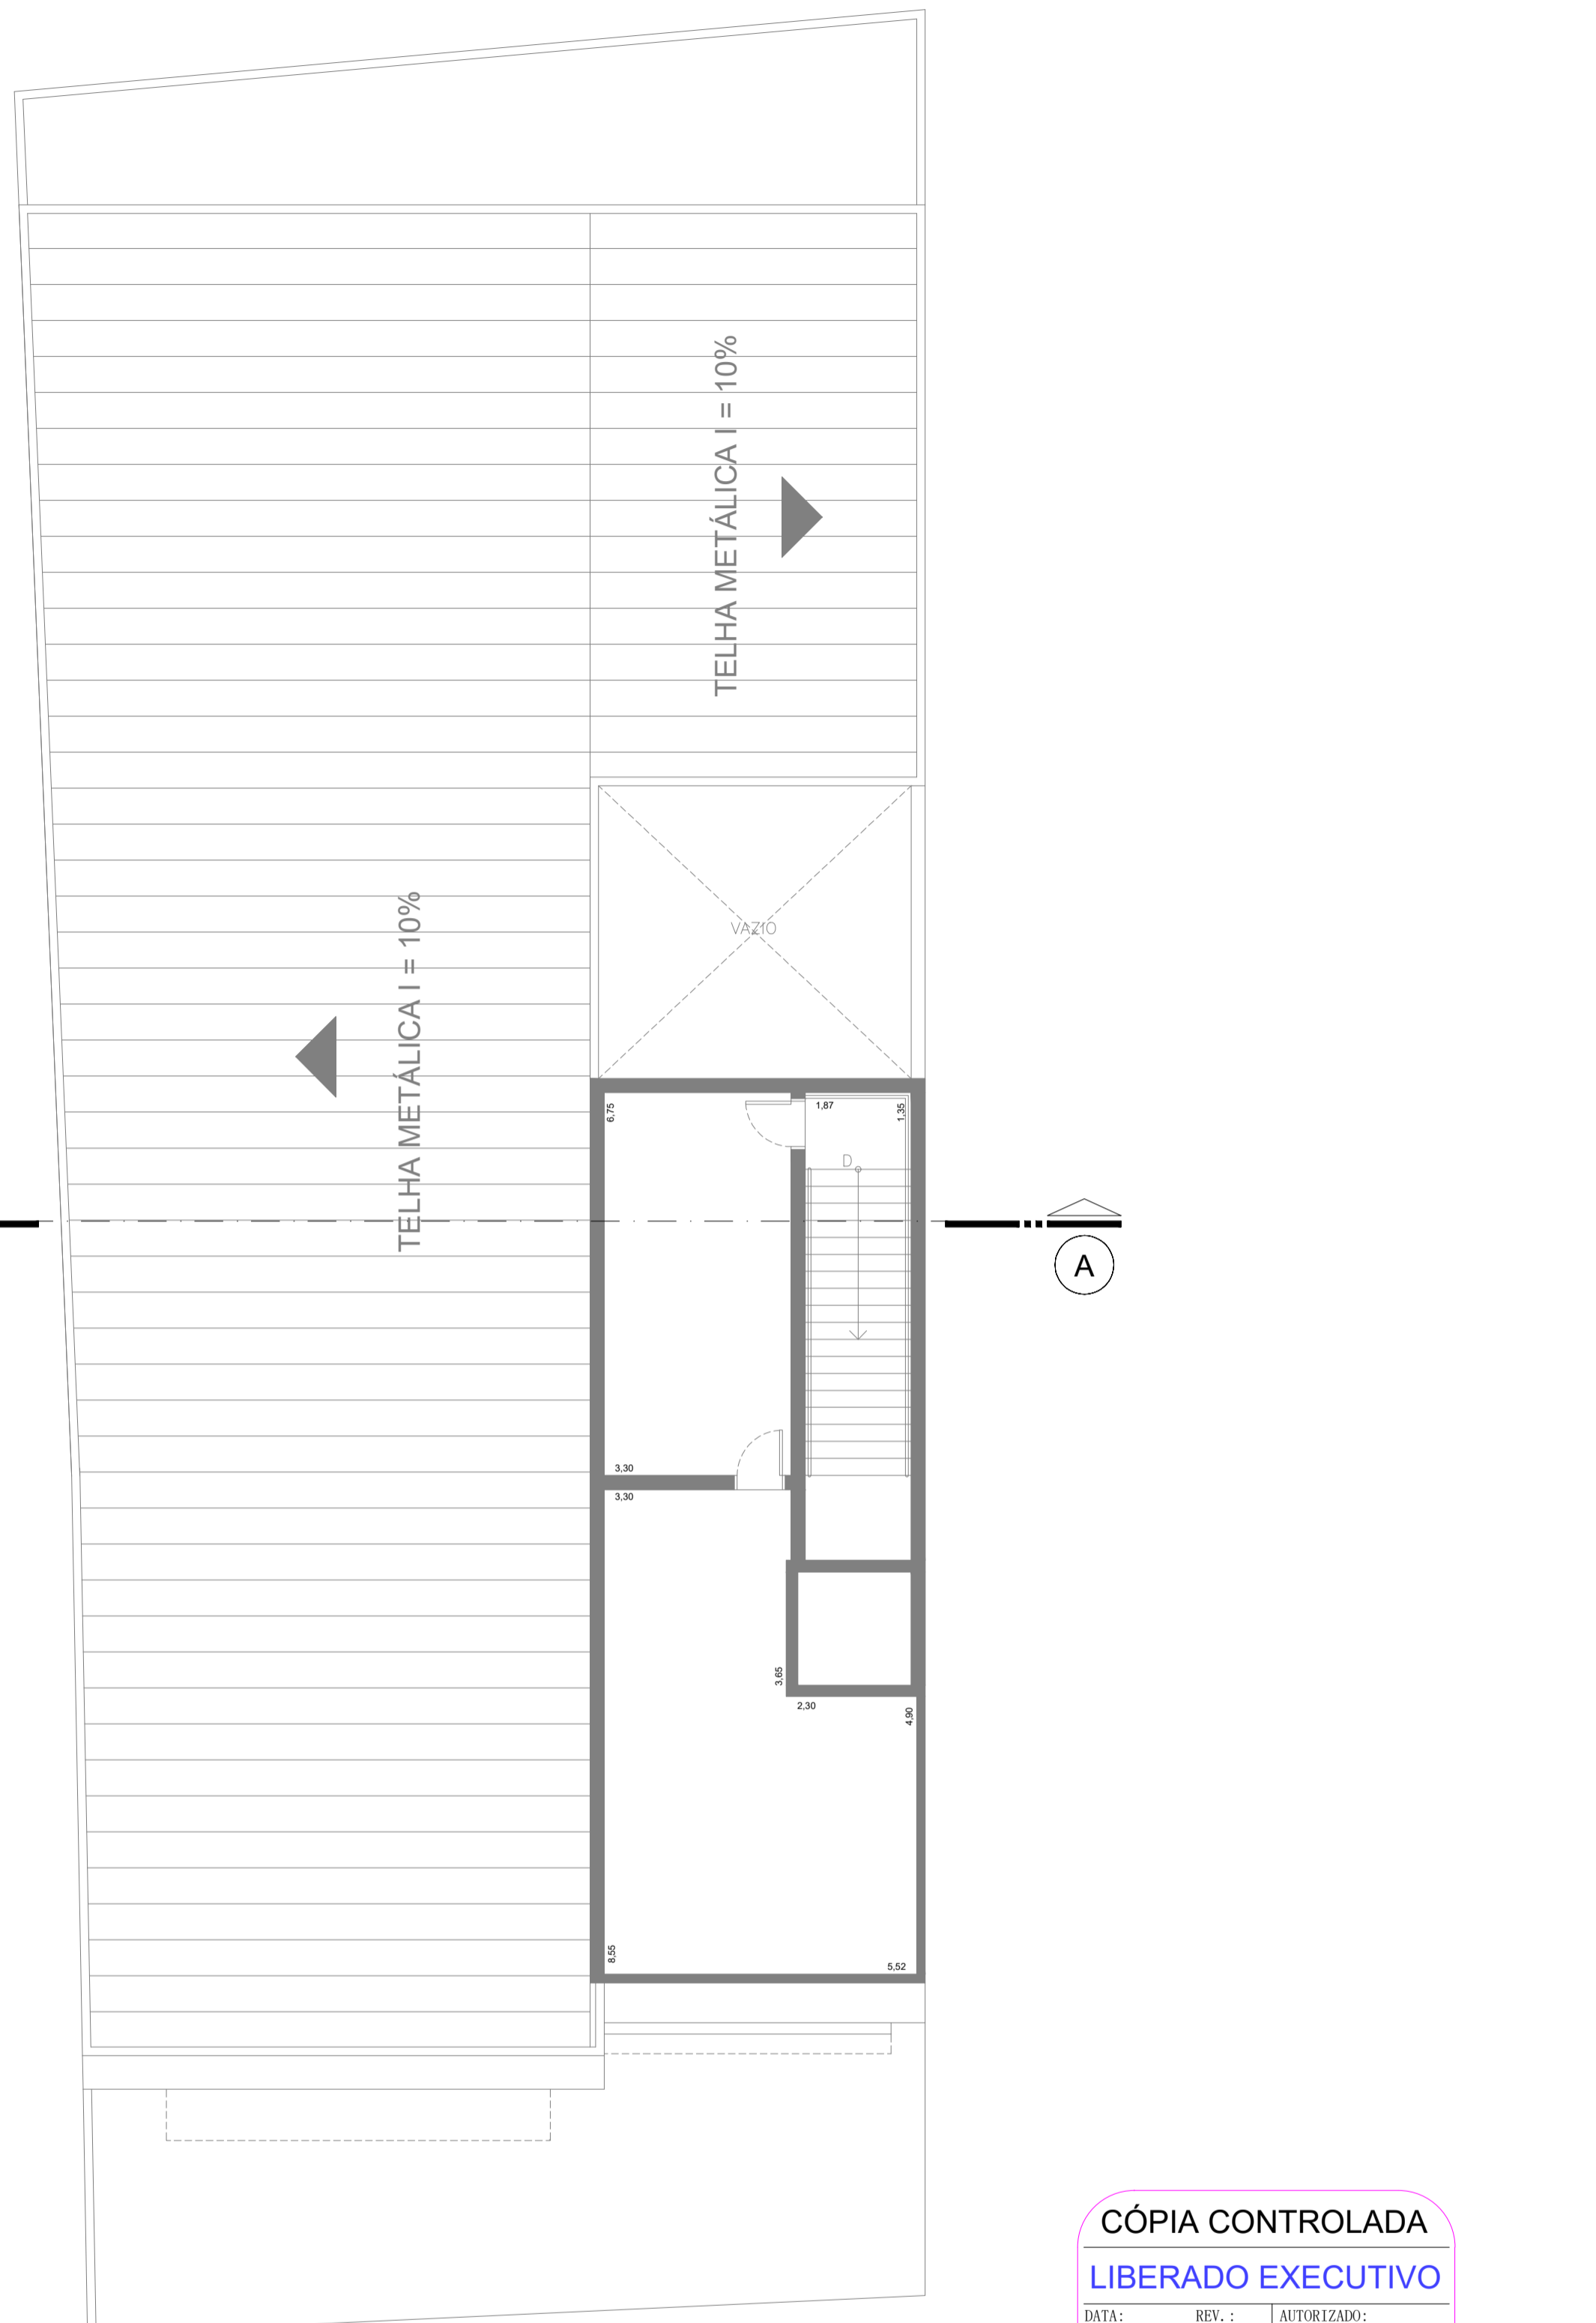 TELHA METÁLICA I = 10%
VAZIO
TELHA METÁLICA I = 10%
6,75
1,87
1,35
D
A
3,30
3,30
3,65
2,30
4,90
8,55
5,52
CÓPIA CONTROLADA
LIBERADO EXECUTIVO
DATA: REV.: AUTORIZADO: